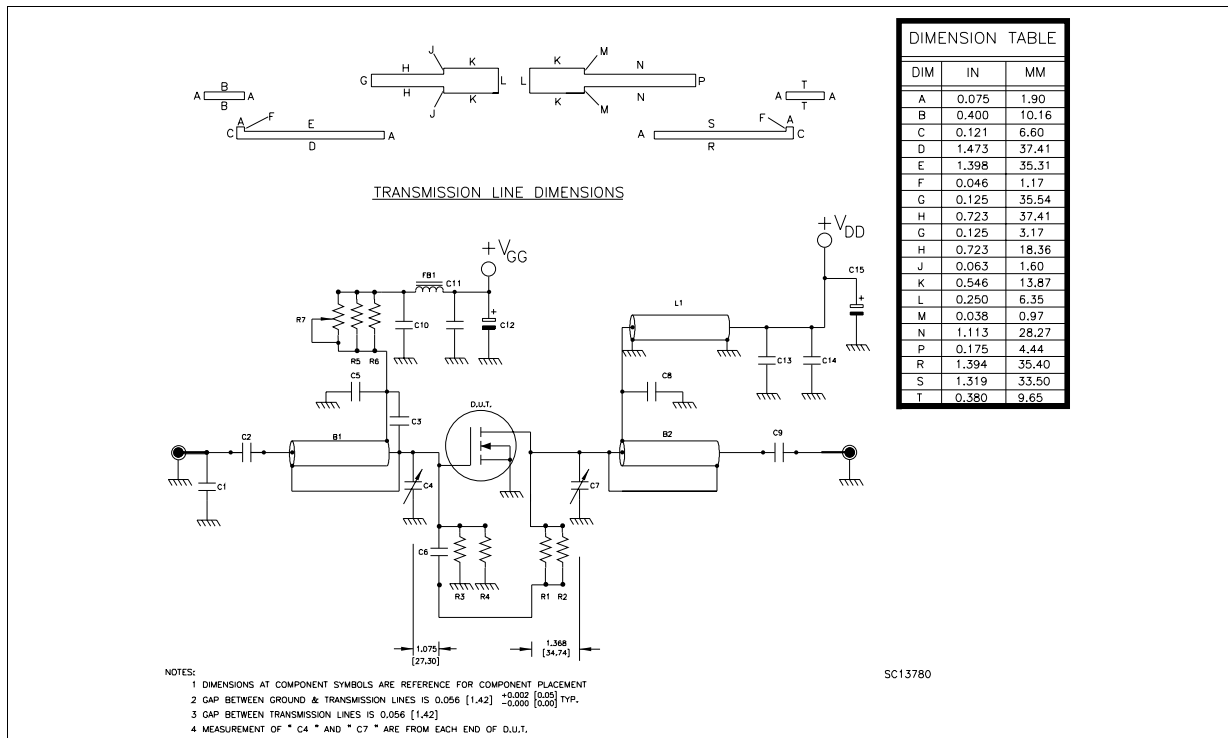 J
H
K
G
H
K
L
J
K
M
L
N
P
K
N
M
B
A A
B
A F
C E A
D
T
A A
T
S F A
A C
R
TRANSMISSION LINE DIMENSIONS
DIMENSION TABLE
DIM IN MM
A 0.075 1.90
B 0.400 10.16
C 0.121 6.60
D 1.473 37.41
E 1.398 35.31
F 0.046 1.17
G 0.125 35.54
H 0.723 37.41
G 0.125 3.17
H 0.723 18.36
J 0.063 1.60
K 0.546 13.87
L 0.250 6.35
M 0.038 0.97
N 1.113 28.27
P 0.175 4.44
R 1.394 35.40
S 1.319 33.50
T 0.380 9.65
+VGG
+VDD
FB1
C11
R7
C10
+
C12
R5 R6
L1
C15
+
C13
C14
C5
C3
C8
D.U.T.
C2
B1
B2
C9
C1
C4
C7
C6
R3 R4
R1 R2
1.075
[27.30]
1.368
[34.74]
NOTES:
1 DIMENSIONS AT COMPONENT SYMBOLS ARE REFERENCE FOR COMPONENT PLACEMENT
2 GAP BETWEEN GROUND & TRANSMISSION LINES IS 0.056 [1.42] +0.002 [0.05] -0.000 [0.00] TYP.
3 GAP BETWEEN TRANSMISSION LINES IS 0.056 [1.42]
4 MEASUREMENT OF " C4 " AND " C7 " ARE FROM EACH END OF D.U.T.
SC13780